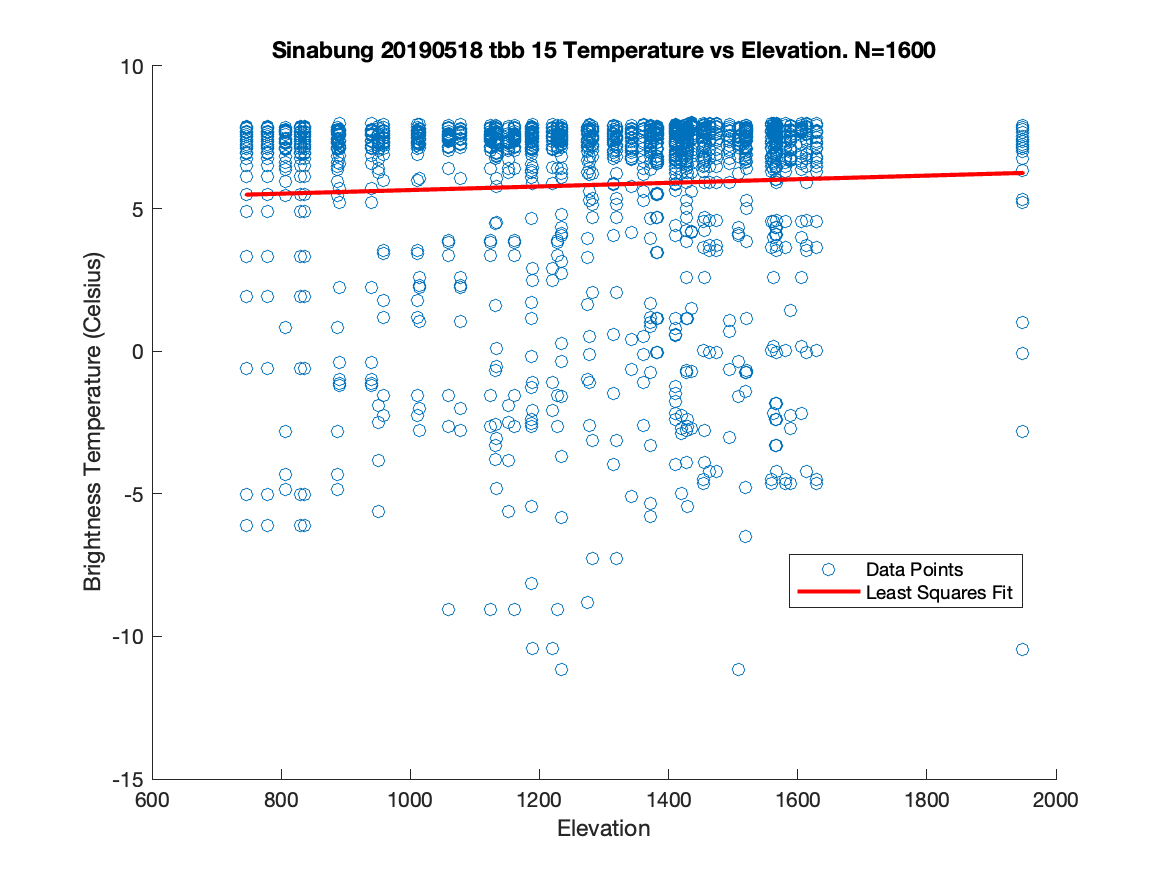 Sinabung 20190518 tbb 15 Temperature vs Elevation. N=1600
10
5
0
-5
-10
-15
Brightness Temperature (Celsius)
Data Points
Least Squares Fit
600 800 1000 1200 1400 1600 1800 2000
Elevation